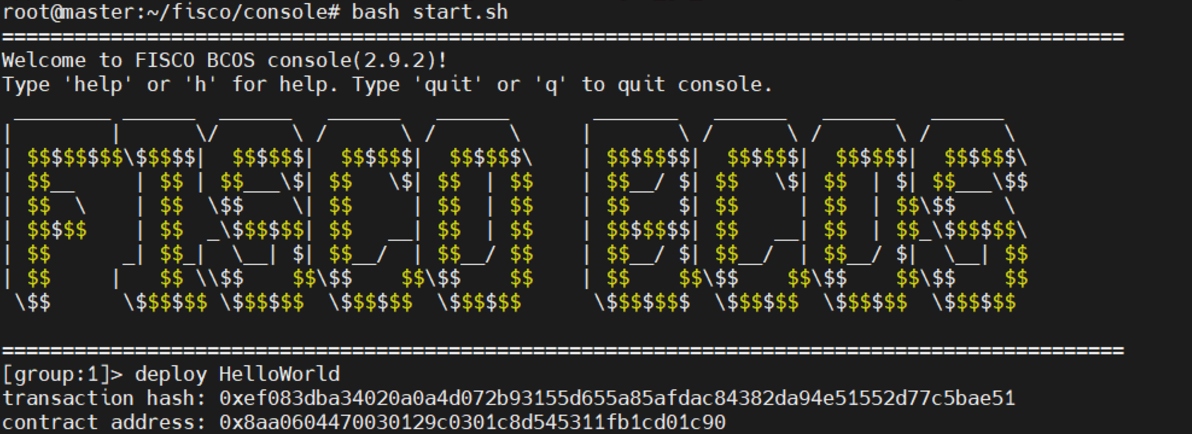 root@master:~/fisco/console# bash start.sh
=============================================================================================
Welcome to FISCO BCOS console(2.9.2)!
Type 'help' or 'h' for help. Type 'quit' or 'q' to quit console.
 ________ ______  ______   ______   ______       _______   ______   ______   ______
|        |      \/      \ /      \ /      \     |       \ /      \ /      \ /      \
| $$$$$$$$\$$$$$|  $$$$$$|  $$$$$$|  $$$$$$\    | $$$$$$$|  $$$$$$|  $$$$$$|  $$$$$$\
| $$__     | $$ | $$___\$| $$   \$| $$  | $$    | $$__/ $| $$   \$| $$  | $| $$___\$$
| $$  \    | $$  \$$    \| $$     | $$  | $$    | $$    $| $$     | $$  | $$\$$    \
| $$$$$    | $$  _\$$$$$$| $$   __| $$  | $$    | $$$$$$$| $$   __| $$  | $$_\$$$$$$\
| $$      _| $$_|  \__| $| $$__/  | $$__/ $$    | $$__/ $| $$__/  | $$__/ $|  \__| $$
| $$     |   $$ \\$$    $$\$$    $$\$$    $$    | $$    $$\$$    $$\$$    $$\$$    $$
 \$$      \$$$$$$ \$$$$$$  \$$$$$$  \$$$$$$      \$$$$$$$  \$$$$$$  \$$$$$$  \$$$$$$
=============================================================================================
[group:1]> deploy HelloWorld
transaction hash: 0xef083dba34020a0a4d072b93155d655a85afdac84382da94e51552d77c5bae51
contract address: 0x8aa0604470030129c0301c8d545311fb1cd01c90